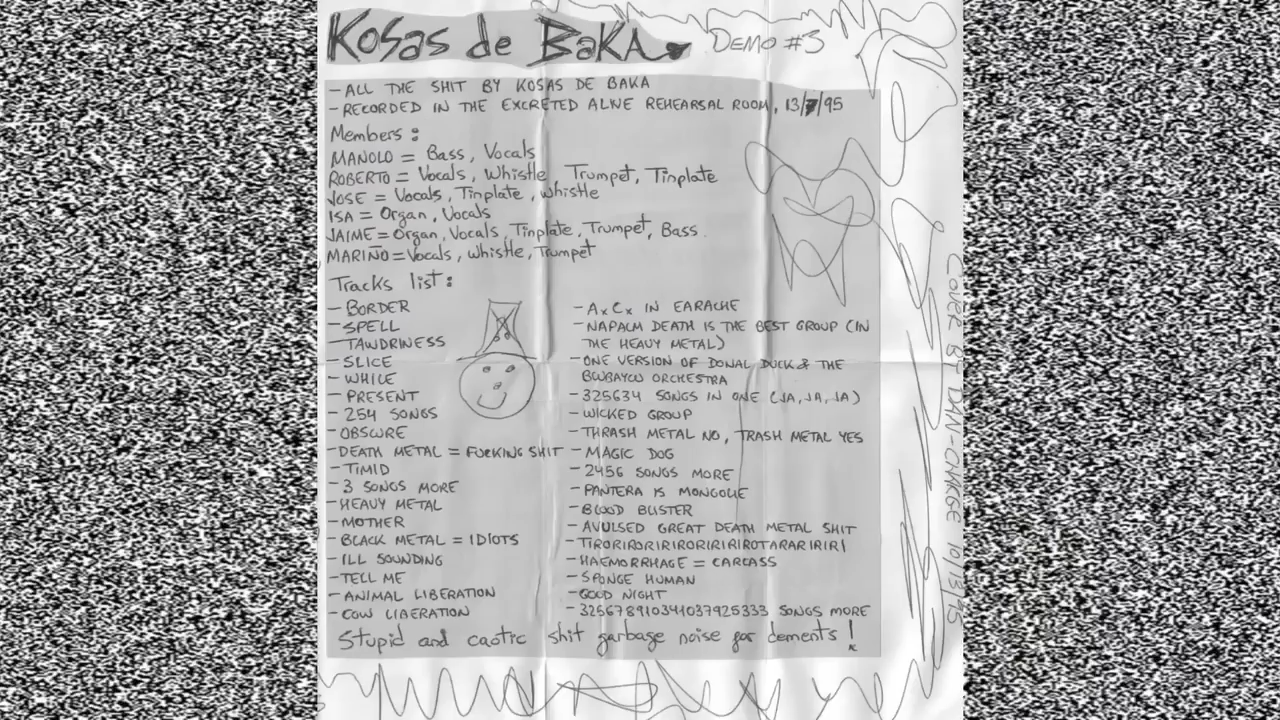 Kosas de Baka
DEMO #3
- ALL THE SHIT BY KOSAS DE BAKA
- RECORDED IN THE EXCRETED ALIVE REHEARSAL ROOM, 13/7/95
Members:
MANOLO = Bass, Vocals
ROBERTO = Vocals, Whistle, Trumpet, Tinplate
JOSE = Vocals, Tinplate, whistle
ISA = Organ, Vocals
JAIME = Organ, Vocals, Tinplate, Trumpet, Bass.
MARIÑO = Vocals, Whistle, Trumpet
Tracks list:
- BORDER
- SPELL
- TAWDRINESS
- SLICE
- WHILE
- PRESENT
- 254 SONGS
- OBSCURE
- DEATH METAL = FUCKING SHIT
- TIMID
- 3 SONGS MORE
- HEAVY METAL
- MOTHER
- BLACK METAL = IDIOTS
- ILL SOUNDING
- TELL ME
- ANIMAL LIBERATION
- COW LIBERATION
- AxCx IN EARACHE
- NAPALM DEATH IS THE BEST GROUP (IN
THE HEAVY METAL)
- ONE VERSION OF DONAL DUCK & THE
ORCHESTRA
- 325634 SONGS IN ONE (JA, JA, JA)
- WICKED GROUP
- THRASH METAL NO, TRASH METAL YES
- MAGIC DOG
- 2456 SONGS MORE
- PANTERA IS MONGOLIE
- BLOOD BLISTER
- AVULSED GREAT DEATH METAL SHIT
- HAEMORRHAGE = CARCASS
- SPONGE HUMAN
- GOOD NIGHT
- 325678910341037925333 SONGS MORE
Stupid and caotic shit garbage noise for dements!
COVER BY DAN-CHARGE